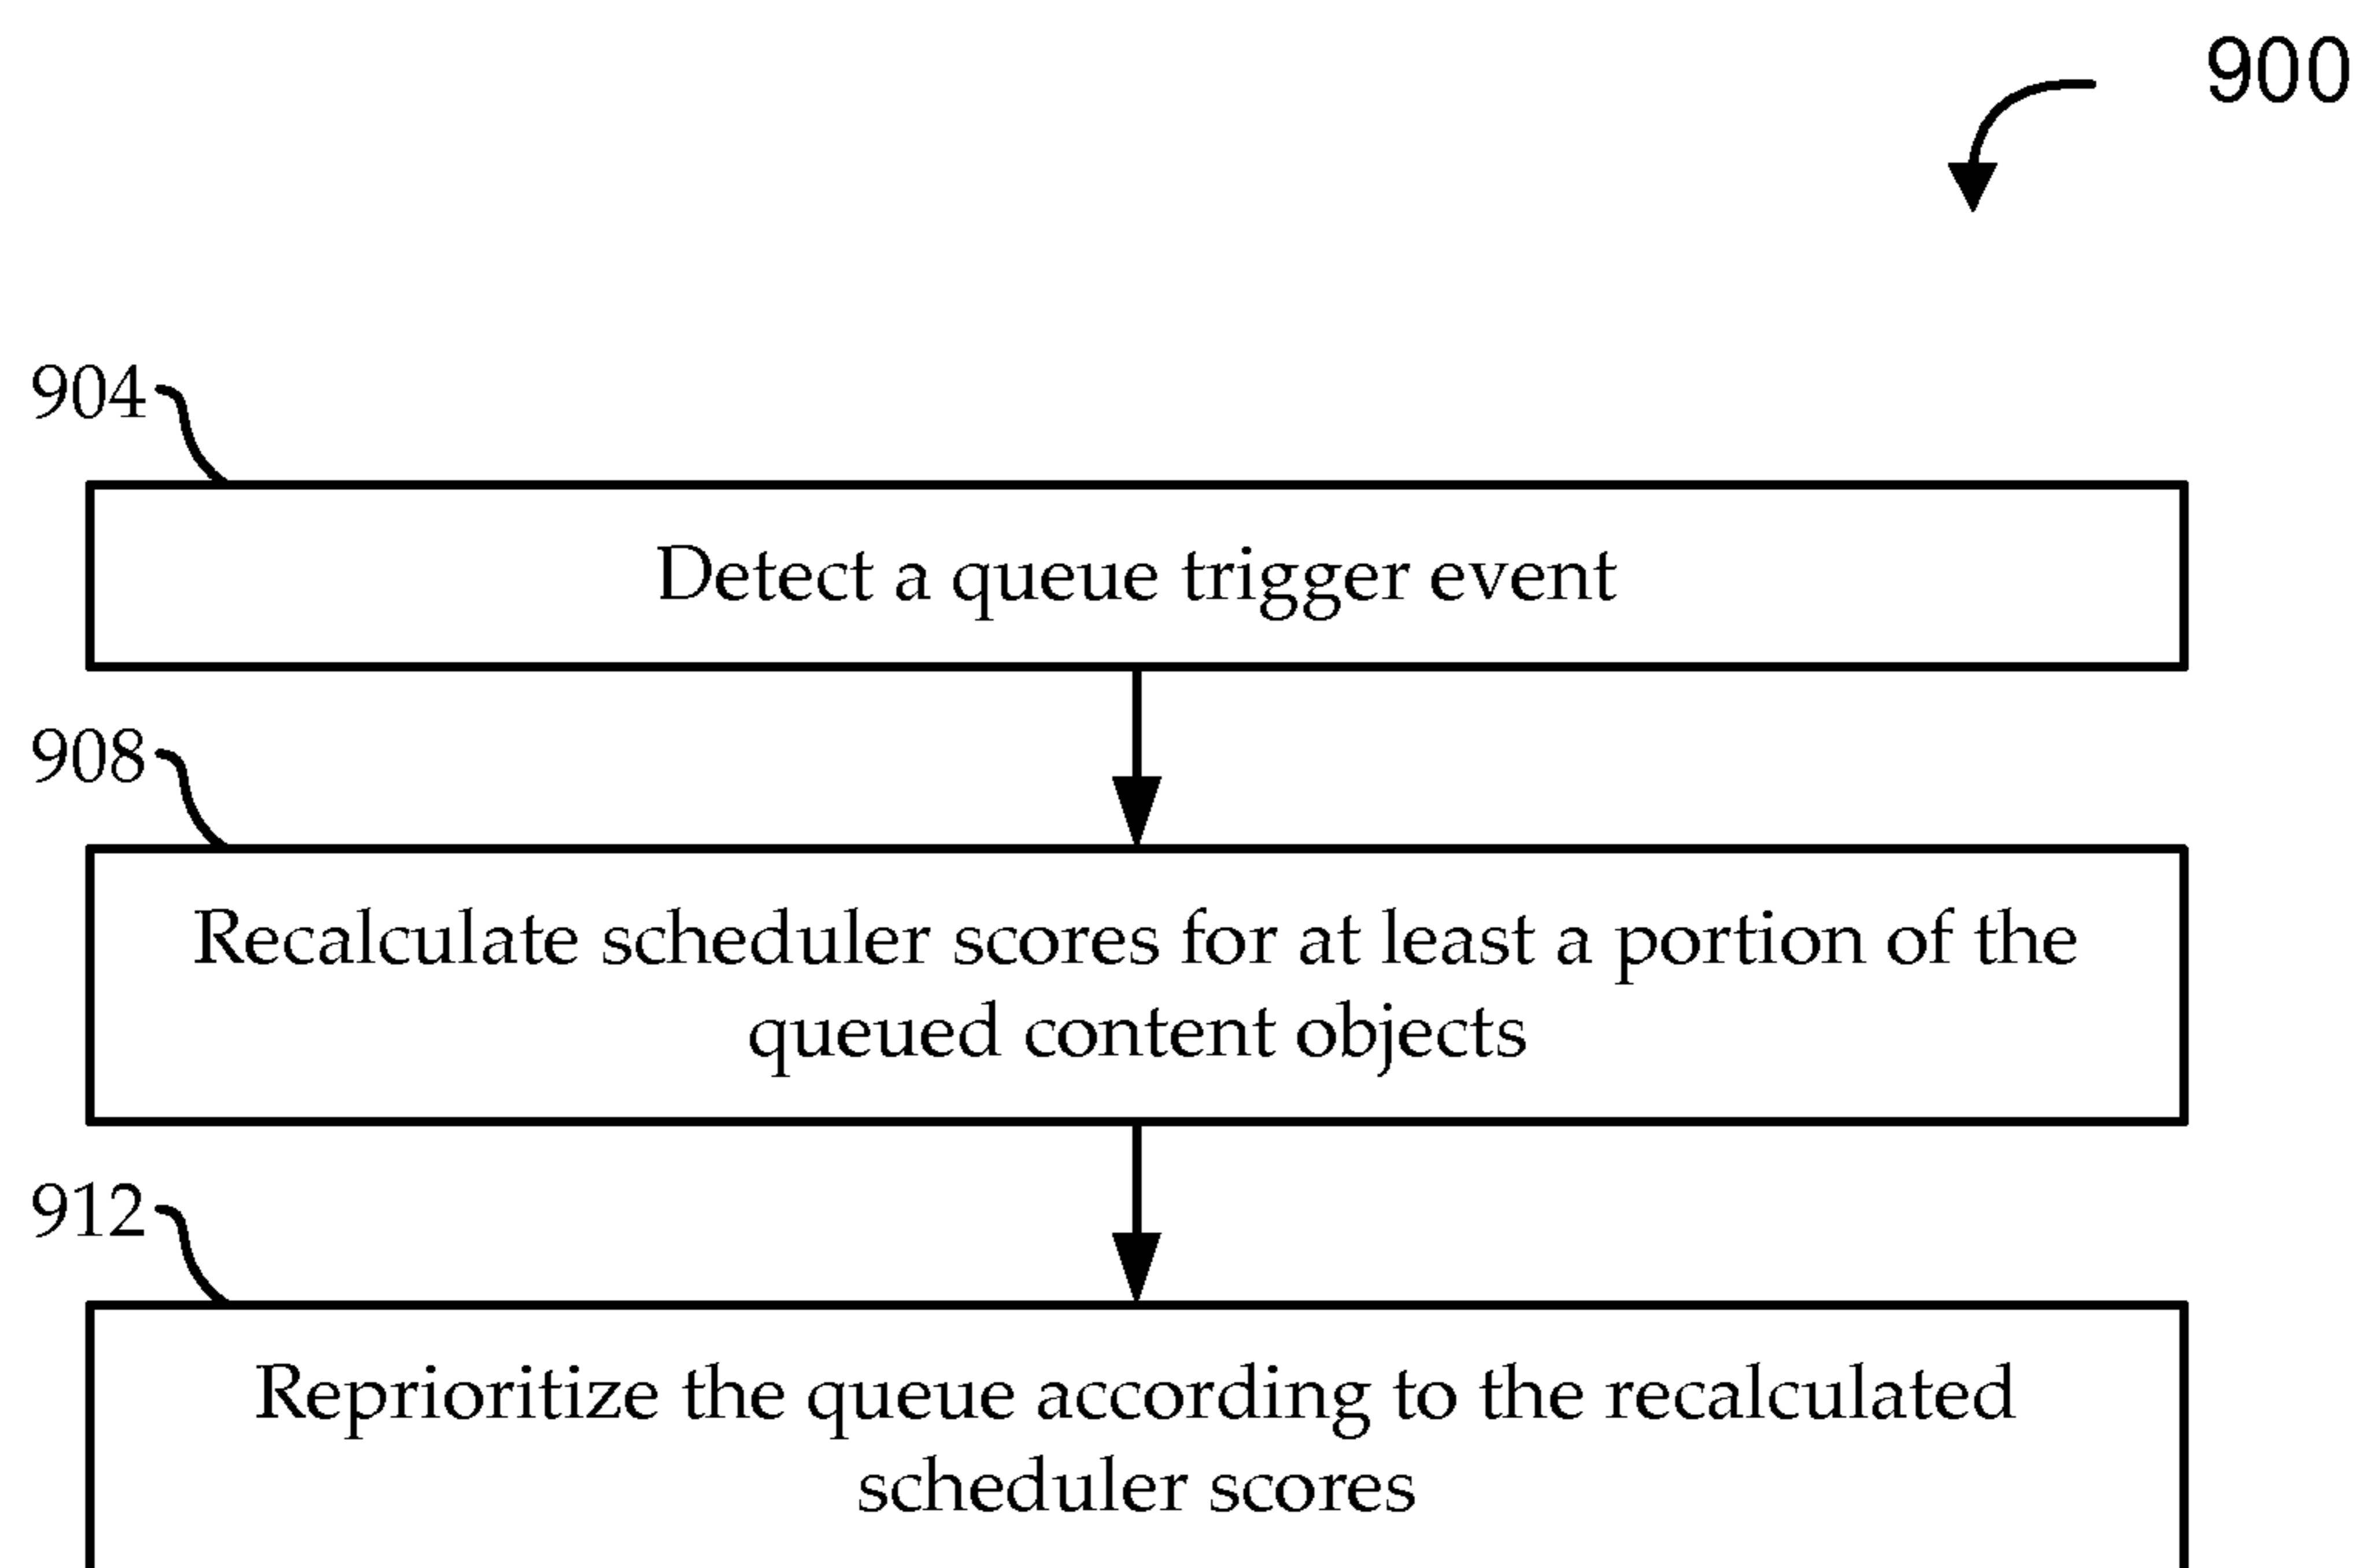 900
904
Detect a queue trigger event
908
Recalculate scheduler scores for at least a portion of the
queued content objects
912
Reprioritize the queue according to the recalculated
scheduler scores